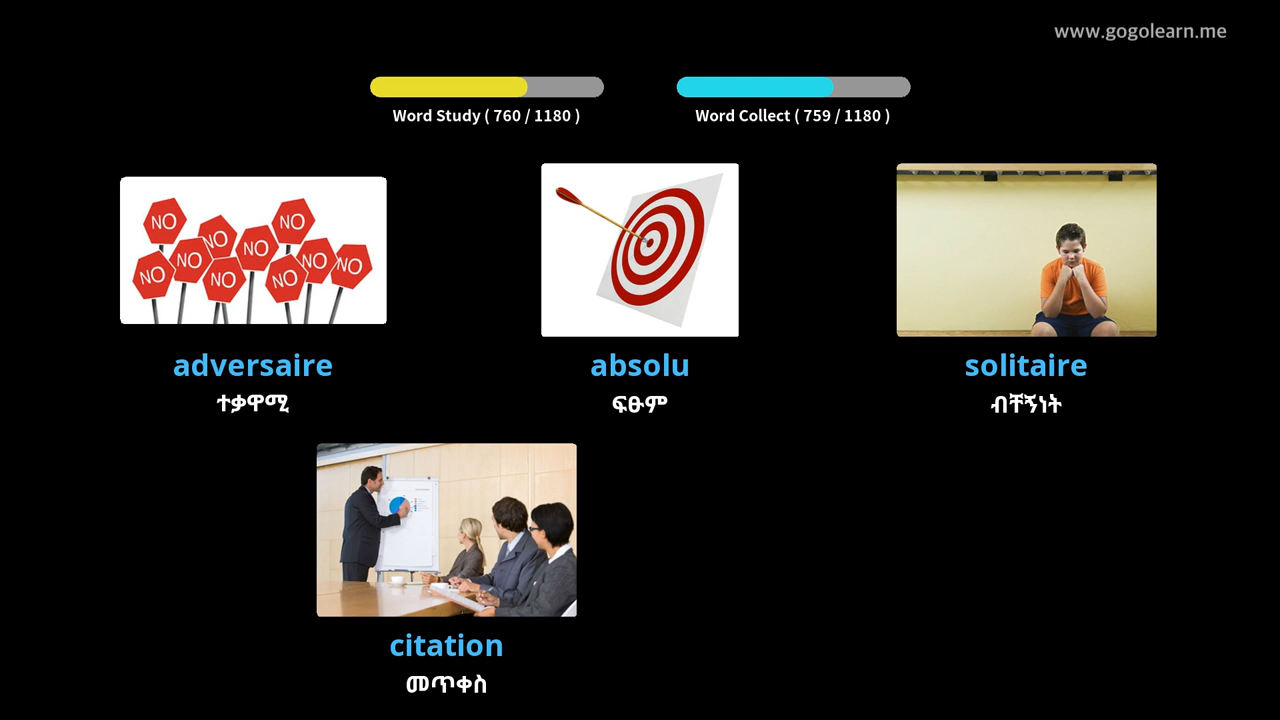 www.gogolearn.me
Word Study ( 760 / 1180 )
Word Collect ( 759 / 1180 )
NO
NO
NO
NO
NO
NO
NO
NO
NO
adversaire
absolu
solitaire
ተቃዋሚ
ፍፁም
ብቸኝነት
citation
መጥቀስ